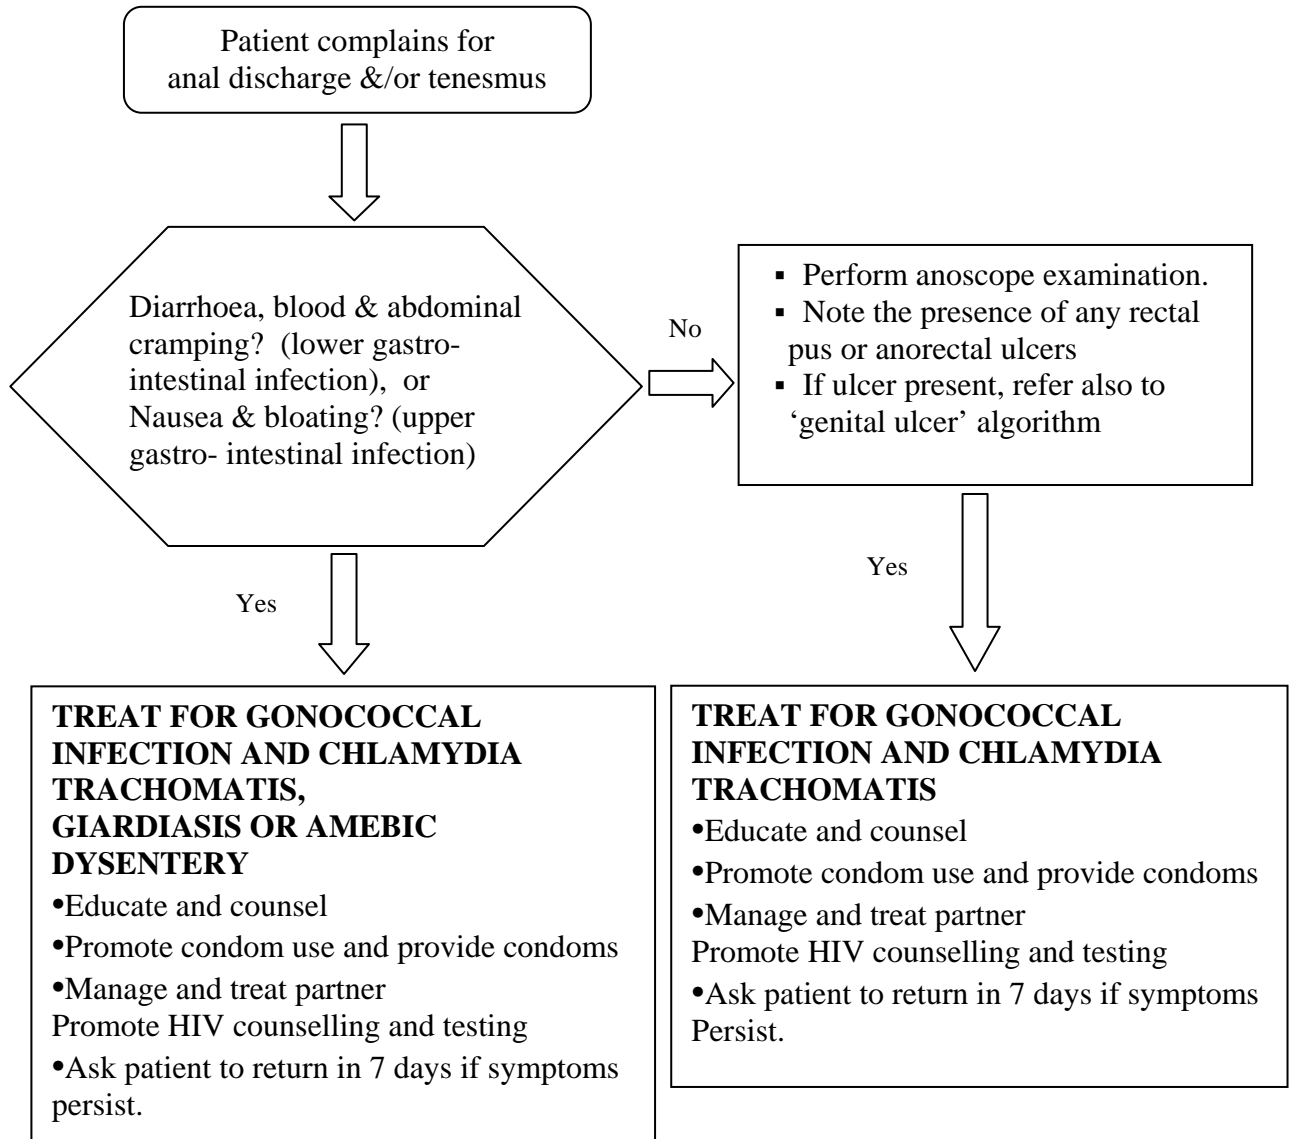 Patient complains for
anal discharge &/or tenesmus
Diarrhoea, blood & abdominal
cramping?  (lower gastro-
intestinal infection),  or
Nausea & bloating? (upper
gastro- intestinal infection)
No
▪ Perform anoscope examination.
▪ Note the presence of any rectal
pus or anorectal ulcers
▪ If ulcer present, refer also to
‘genital ulcer’ algorithm
Yes
Yes
TREAT FOR GONOCOCCAL
INFECTION AND CHLAMYDIA
TRACHOMATIS,
GIARDIASIS OR AMEBIC
DYSENTERY
•Educate and counsel
•Promote condom use and provide condoms
•Manage and treat partner
Promote HIV counselling and testing
•Ask patient to return in 7 days if symptoms
persist.
TREAT FOR GONOCOCCAL
INFECTION AND CHLAMYDIA
TRACHOMATIS
•Educate and counsel
•Promote condom use and provide condoms
•Manage and treat partner
Promote HIV counselling and testing
•Ask patient to return in 7 days if symptoms
Persist.